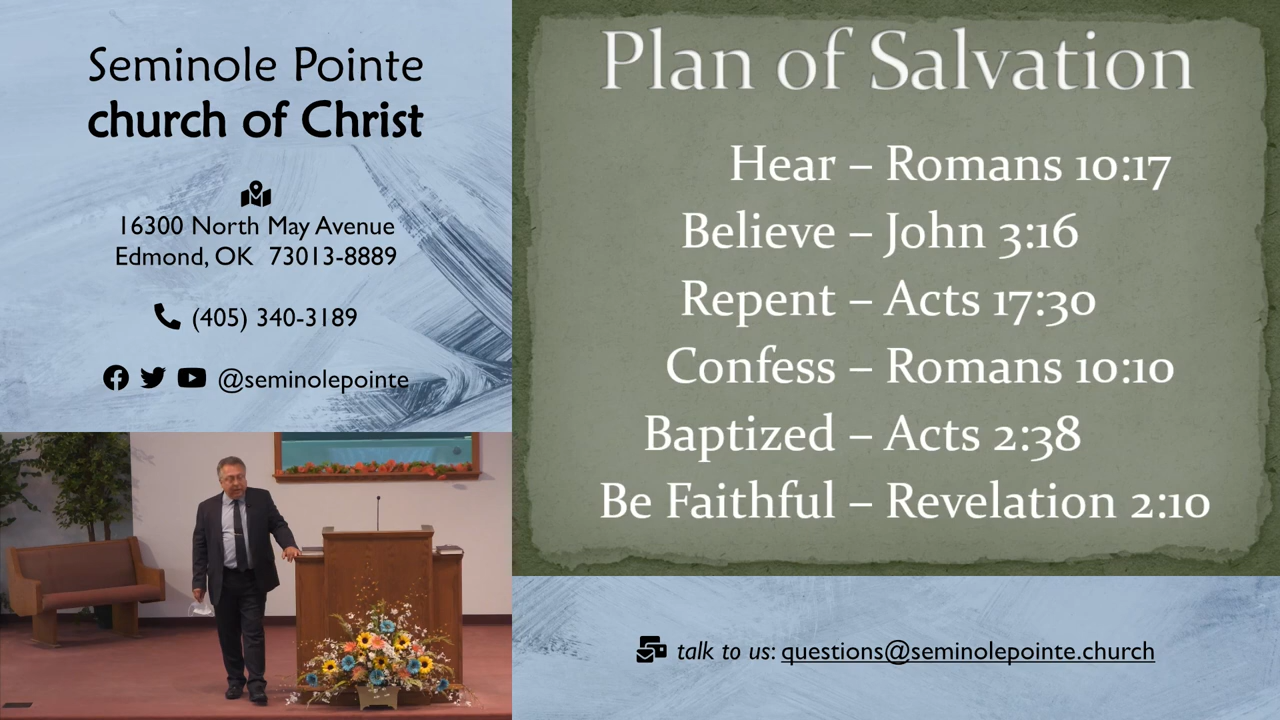 Seminole Pointe
church of Christ
16300 North May Avenue
Edmond, OK 73013-8889
(405) 340-3189
@seminolepointe
Plan of Salvation
Hear – Romans 10:17
Believe – John 3:16
Repent – Acts 17:30
Confess – Romans 10:10
Baptized – Acts 2:38
Be Faithful – Revelation 2:10
talk to us: questions@seminolepointe.church